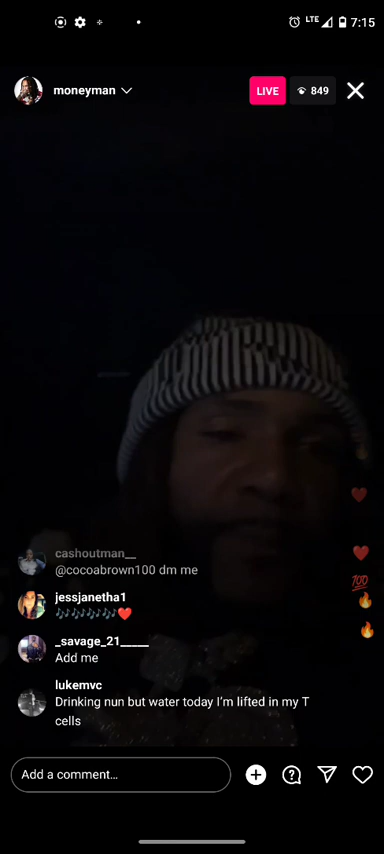 LTE 7:15
moneyman LIVE 849
cashoutman__
@cocoabrown100 dm me
jessjanetha1
🎶🎶🎶🎶🎶❤️
_savage_21_____
Add me
lukemvc
Drinking nun but water today I'm lifted in my T
cells
💯
Add a comment...